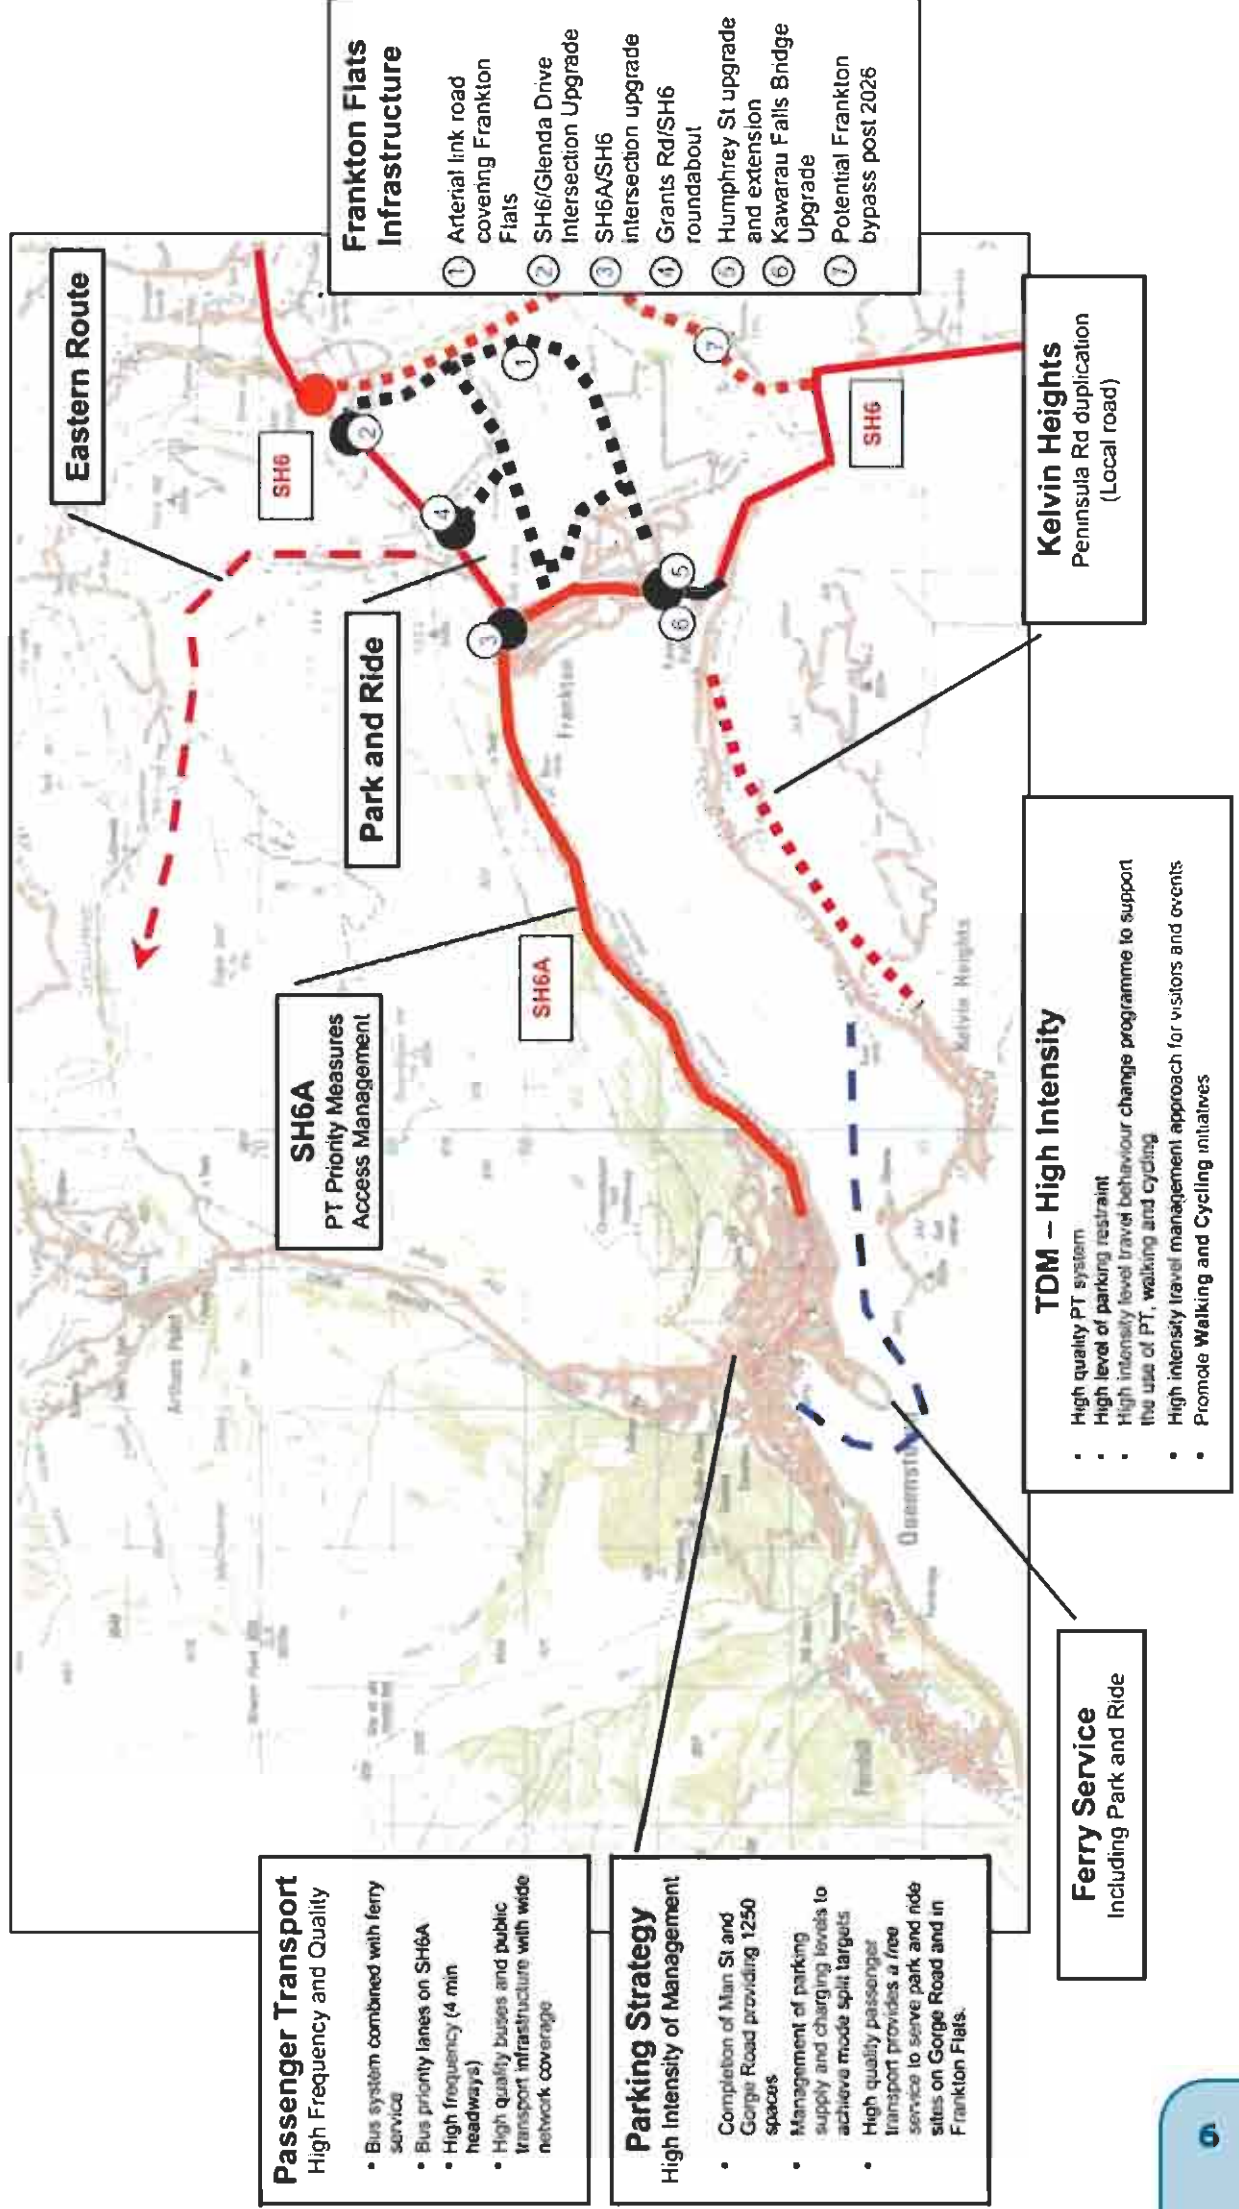 Passenger Transport
High Frequency and Quality
• Bus system combined with ferry
service
• Bus priority lanes on SH6A
• High frequency (4 min
headways)
• High quality buses and public
transport infrastructure with wide
network coverage
Parking Strategy
High Intensity of Management
• Completion of Man St and
Gorge Road providing 1250
spaces
• Management of parking
supply and charging levels to
achieve mode split targets
• High quality passenger
transport provides a free
service to serve park and ride
sites on Gorge Road and in
Frankton Flats.
Ferry Service
Including Park and Ride
SH6A
PT Priority Measures
Access Management
SH6A
Park and Ride
Eastern Route
SH6
SH6
Arthurs Point
Frankton
Kelvin Heights
Fernhill
1
2
3
4
5
6
7
TDM – High Intensity
• High quality PT system
• High level of parking restraint
• High intensity level travel behaviour change programme to support
the use of PT, walking and cycling
• High intensity travel management approach for visitors and events
• Promote Walking and Cycling initiatives
Kelvin Heights
Peninsula Rd duplication
(Local road)
Frankton Flats
Infrastructure
1 Arterial link road
covering Frankton
Flats
2 SH6/Glenda Drive
Intersection Upgrade
3 SH6A/SH6
intersection upgrade
4 Grants Rd/SH6
roundabout
5 Humphrey St upgrade
and extension
6 Kawarau Falls Bridge
Upgrade
7 Potential Frankton
bypass post 2026
6